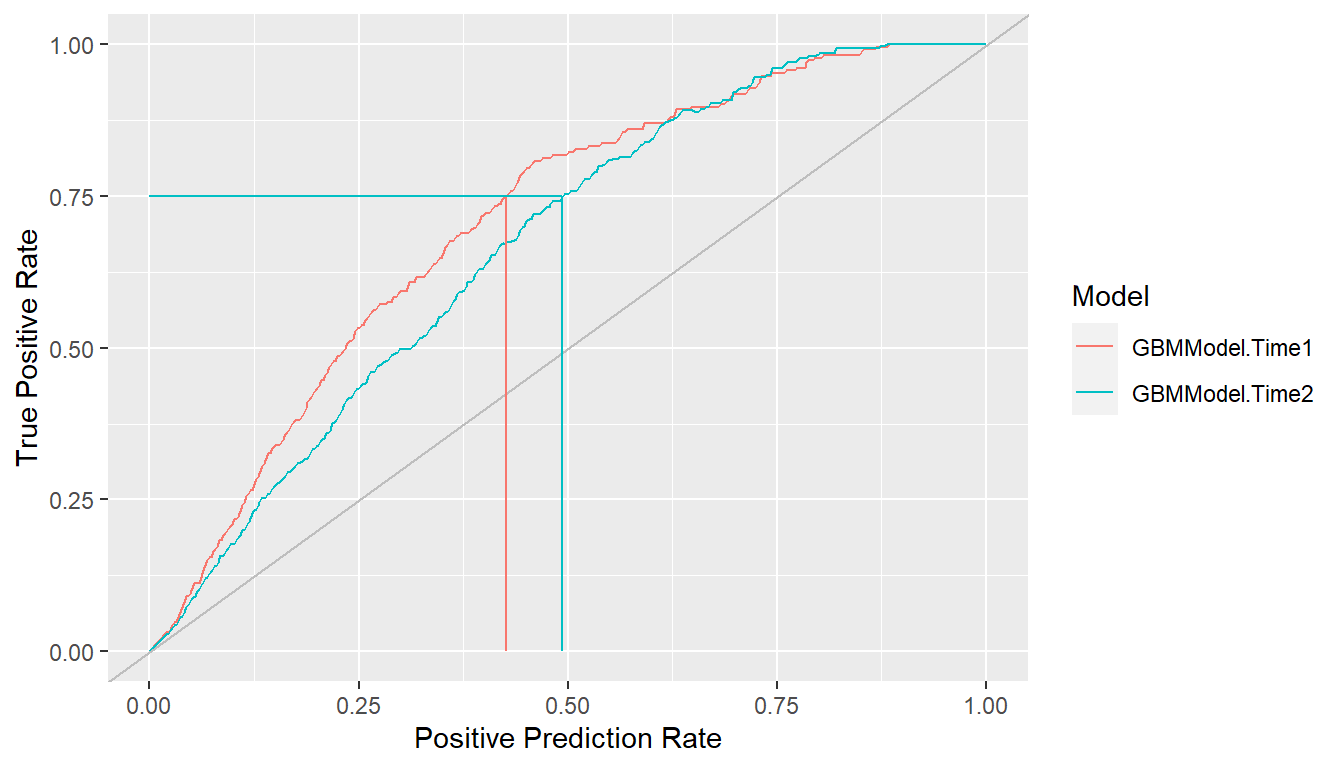 1.00
0.75
0.50
0.25
0.00
True Positive Rate
0.00 0.25 0.50 0.75 1.00
Positive Prediction Rate
Model
GBMModel.Time1
GBMModel.Time2